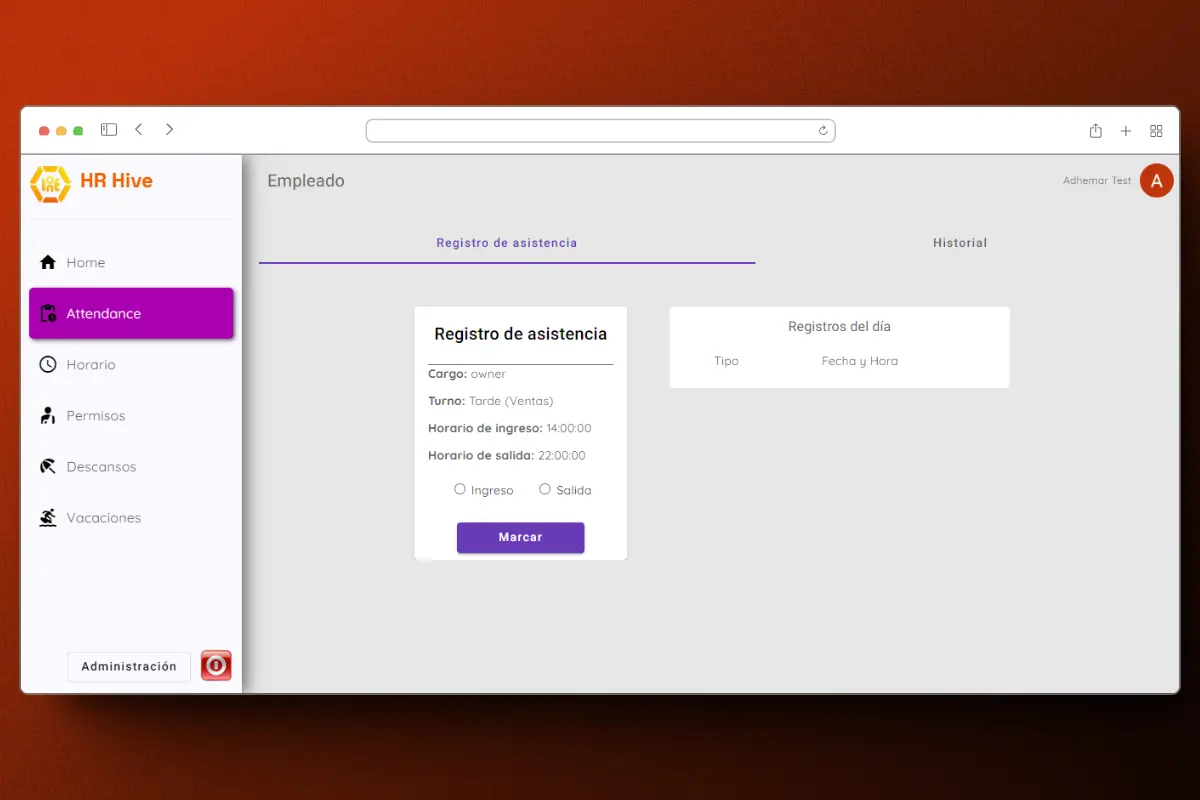 HR Hive
Empleado
Adhemar Test
A
Registro de asistencia
Historial
Home
Attendance
Horario
Permisos
Descansos
Vacaciones
Registro de asistencia
Cargo: owner
Turno: Tarde (Ventas)
Horario de ingreso: 14:00:00
Horario de salida: 22:00:00
Ingreso Salida
Marcar
Registros del día
Tipo Fecha y Hora
Administración